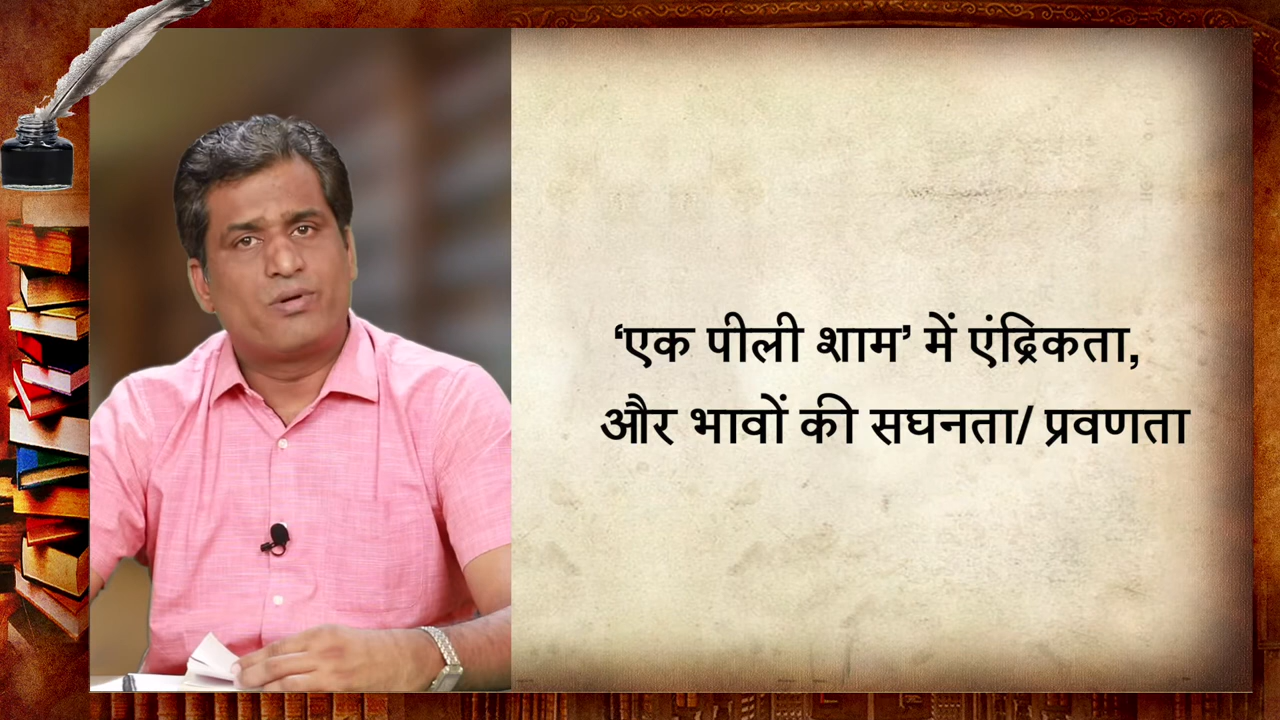 ‘एक पीली शाम’ में एंद्रिकता,
और भावों की सघनता/ प्रवणता